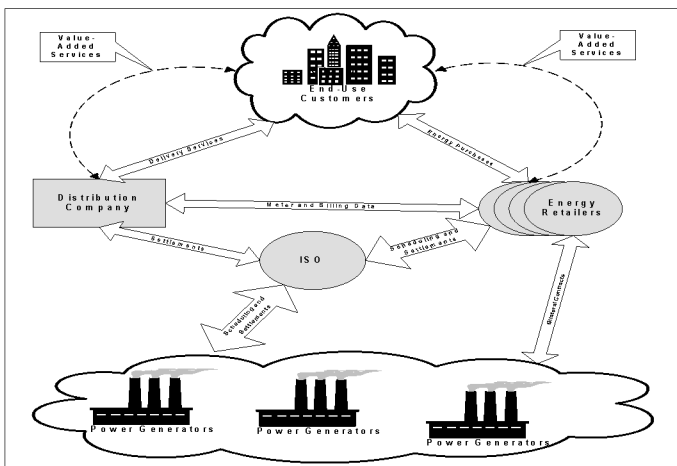 Value-
Added
Services
Value-
Added
Services
End-Use
Customers
Delivery Services
Energy Purchases
Distribution
Company
Meter and Billing Data
Energy
Retailers
Settlements
ISO
Scheduling and
Settlements
Scheduling and
Settlements
Bilateral Contracts
Power Generators
Power Generators
Power Generators